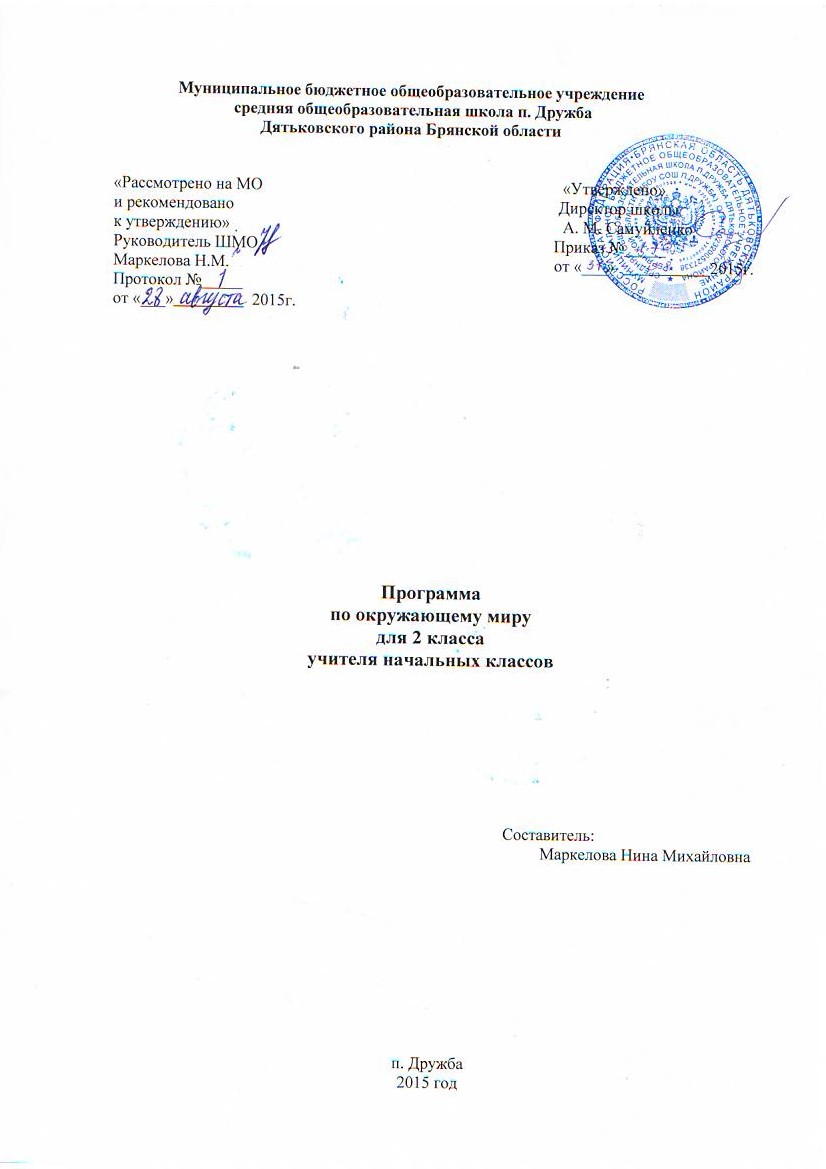 Муниципальное бюджетное общеобразовательное учреждение
средняя общеобразовательная школа п. Дружба
Дятьковского района Брянской области
«Рассмотрено на МО
и рекомендовано
к утверждению»
Руководитель ШМО
Маркелова Н.М.
Протокол № 1
от «28» августа 2015г.
«Утверждено»
Директор школы
А. М. Самуйленко
Приказ №
от « 31 » 2015г.
Программа
по окружающему миру
для 2 класса
учителя начальных классов
Составитель:
Маркелова Нина Михайловна
п. Дружба
2015 год